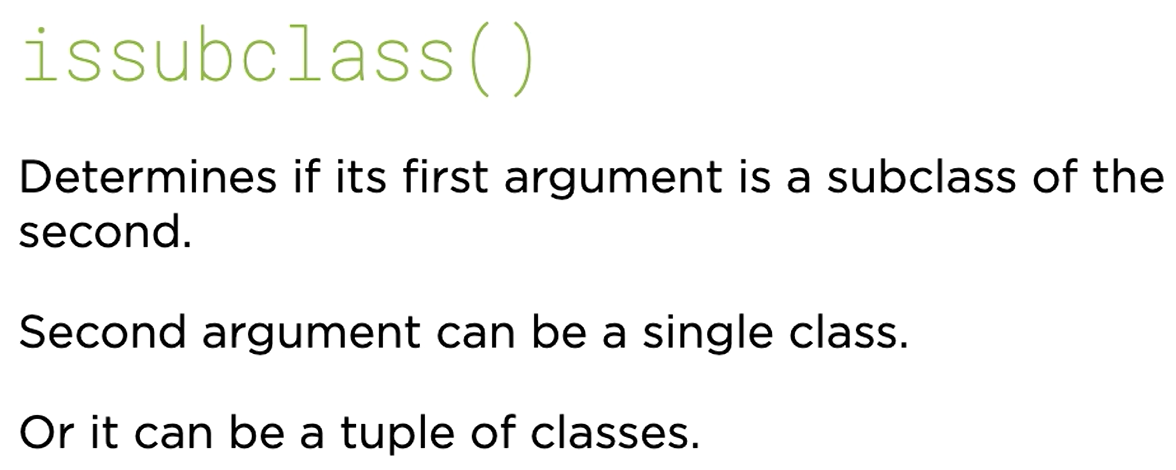 issubclass()
Determines if its first argument is a subclass of the
second.
Second argument can be a single class.
Or it can be a tuple of classes.